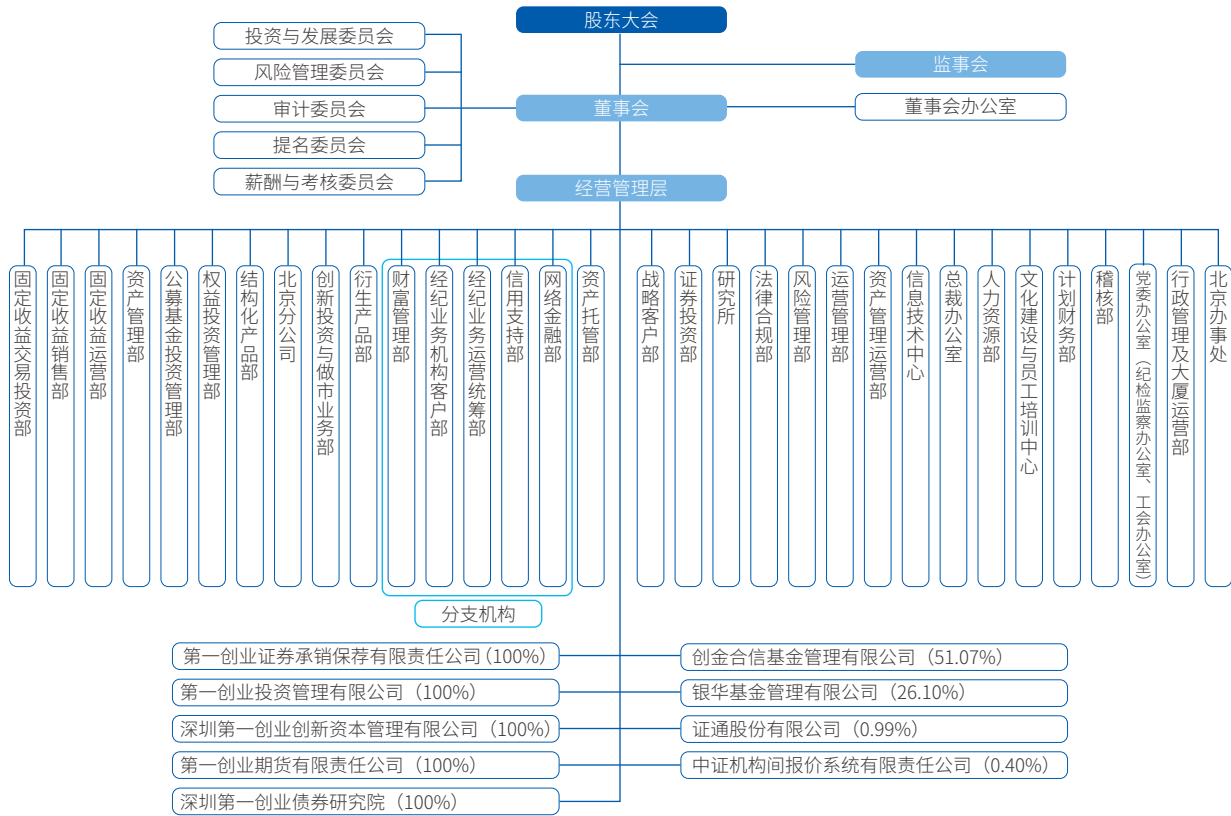 股东大会
投资与发展委员会
风险管理委员会
审计委员会
提名委员会
薪酬与考核委员会
监事会
董事会
董事会办公室
经营管理层
固定收益交易投资部
固定收益销售部
固定收益运营部
资产管理部
公募基金投资管理部
权益投资管理部
结构化产品部
北京分公司
创新投资与做市业务部
衍生产品部
财富管理部
经纪业务机构客户部
经纪业务运营统筹部
信用支持部
网络金融部
资产托管部
战略客户部
证券投资部
研究所
法律合规部
风险管理部
运营管理部
资产管理运营部
信息技术中心
总裁办公室
人力资源部
文化建设与员工培训中心
计划财务部
稽核部
党委办公室（纪检监察办公室、工会办公室）
行政管理及大厦运营部
北京办事处
分支机构
第一创业证券承销保荐有限责任公司（100%）
第一创业投资管理有限公司（100%）
深圳第一创业创新资本管理有限公司（100%）
第一创业期货有限责任公司（100%）
深圳第一创业债券研究院（100%）
创金合信基金管理有限公司（51.07%）
银华基金管理有限公司（26.10%）
证通股份有限公司（0.99%）
中证机构间报价系统有限责任公司（0.40%）